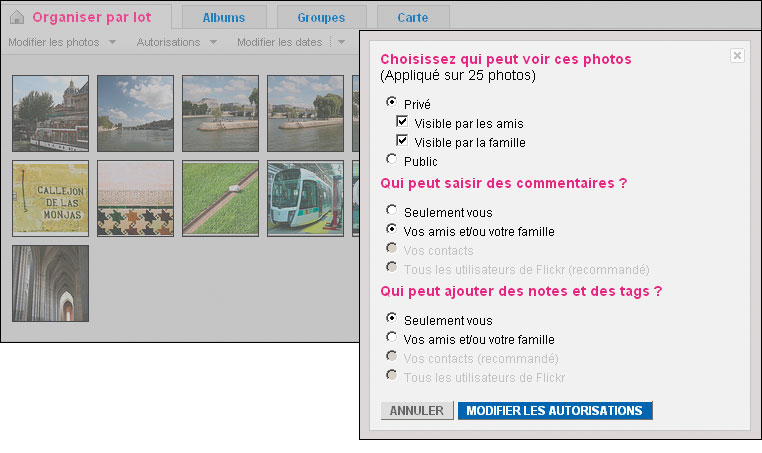 Organiser par lot
Albums
Groupes
Carte
Modifier les photos
Autorisations
Modifier les dates
CALLEJON
DE LAS
MONJAS
Choisissez qui peut voir ces photos
(Appliqué sur 25 photos)
Privé
Visible par les amis
Visible par la famille
Public
Qui peut saisir des commentaires ?
Seulement vous
Vos amis et/ou votre famille
Vos contacts
Tous les utilisateurs de Flickr (recommandé)
Qui peut ajouter des notes et des tags ?
Seulement vous
Vos amis et/ou votre famille
Vos contacts (recommandé)
Tous les utilisateurs de Flickr
ANNULER
MODIFIER LES AUTORISATIONS